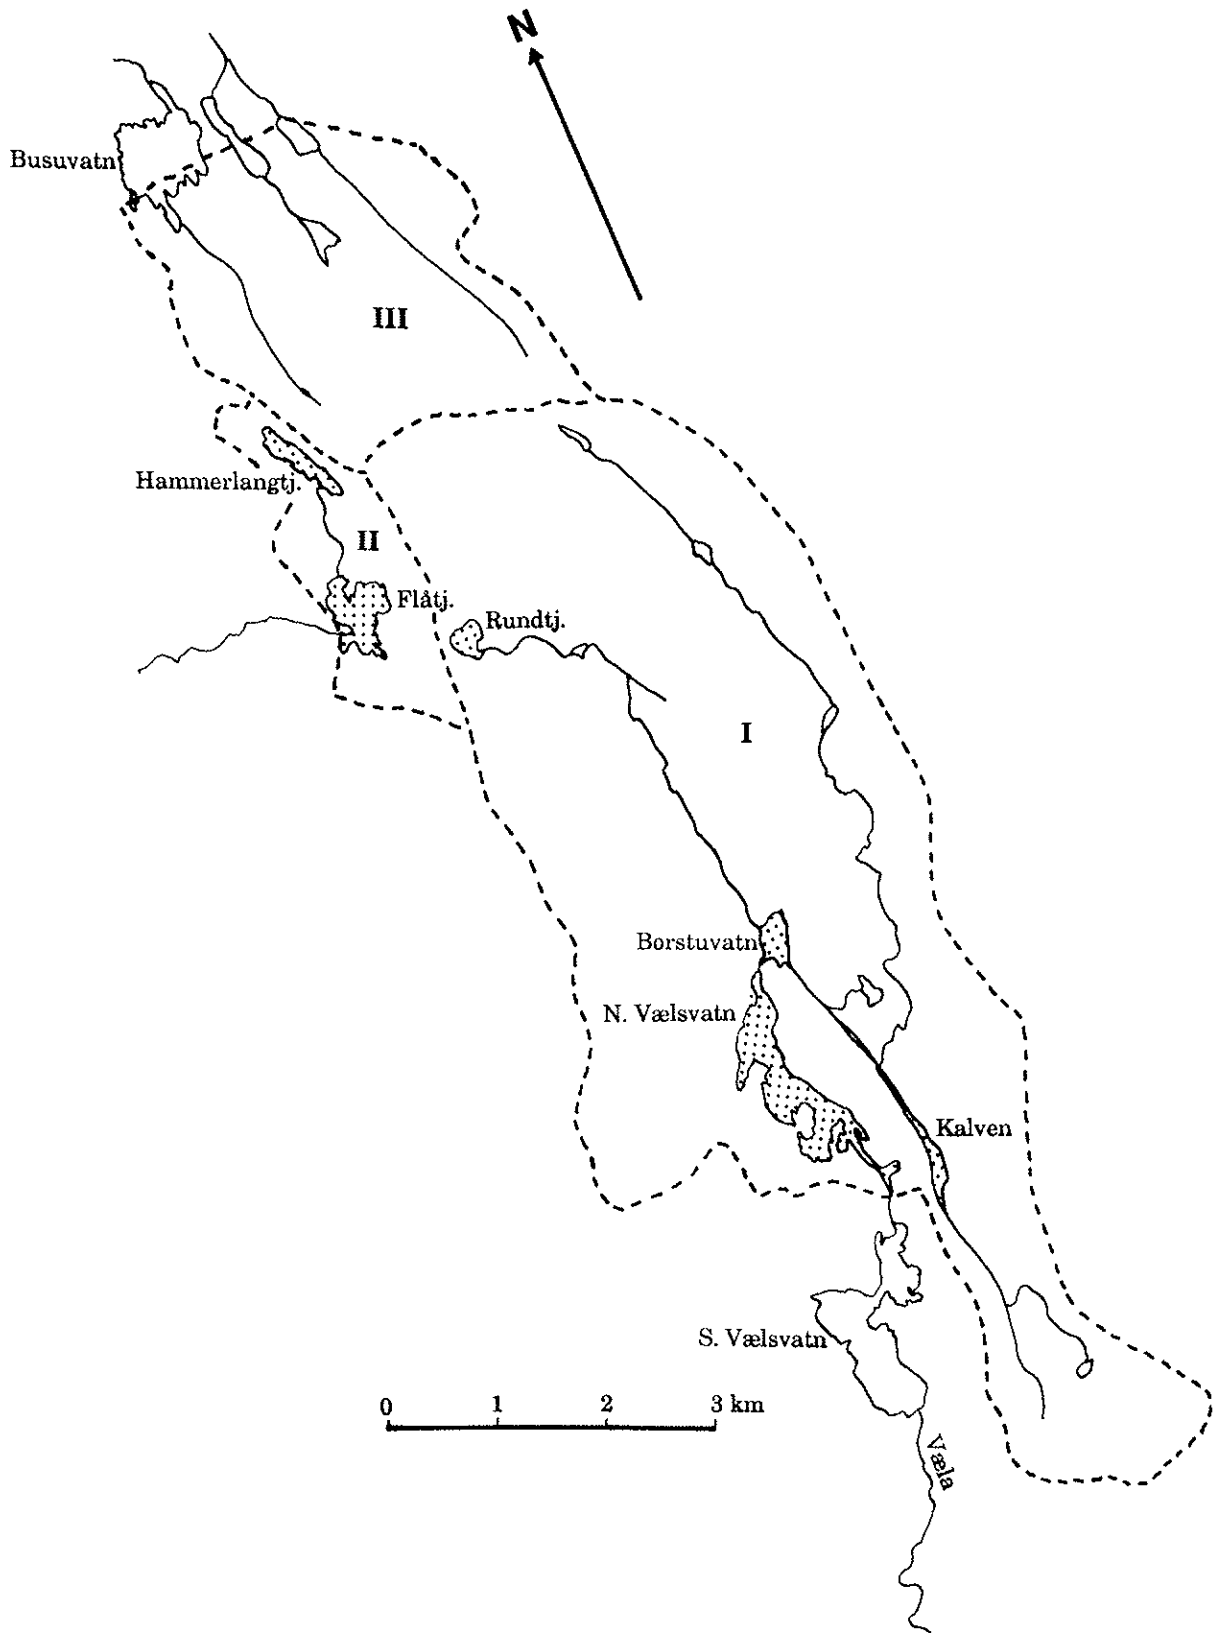 N
Busuvatn
III
Hammerlangtj.
II
Flåtj.
Rundtj.
I
Borstuvatn
N. Vælsvatn
Kalven
S. Vælsvatn
0 1 2 3 km
Væla